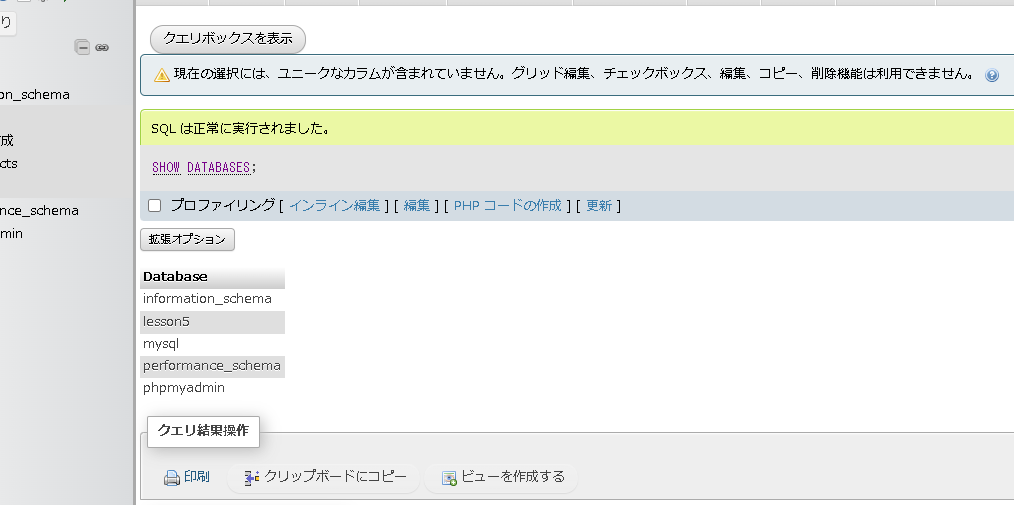 り
クエリボックスを表示
現在の選択には、ユニークなカラムが含まれていません。グリッド編集、チェックボックス、編集、コピー、削除機能は利用できません。
on_schema
成
cts
nce_schema
min
SQL は正常に実行されました。
SHOW DATABASES;
プロファイリング [ インライン編集 ] [ 編集 ] [ PHP コードの作成 ] [ 更新 ]
拡張オプション
Database
information_schema
lesson5
mysql
performance_schema
phpmyadmin
クエリ結果操作
印刷 クリップボードにコピー ビューを作成する